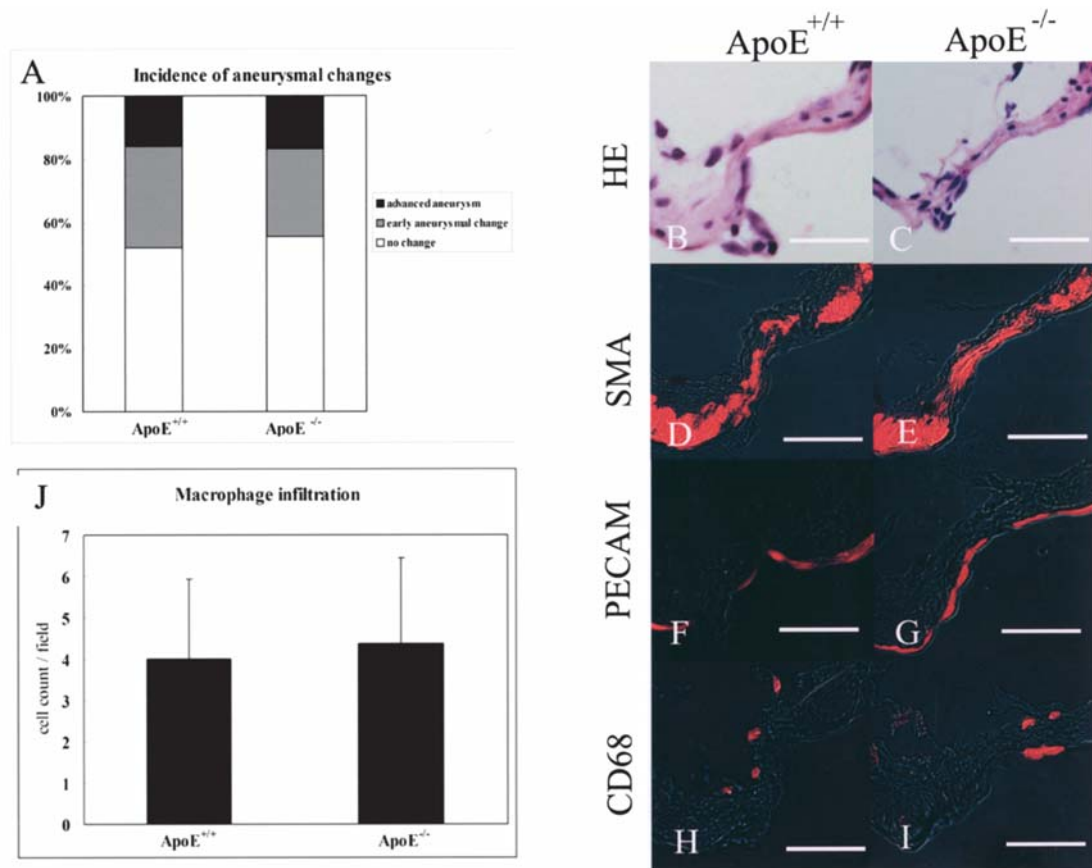 A
Incidence of aneurysmal changes
100%
80%
60%
40%
20%
0%
ApoE+/+
ApoE-/-
advanced aneurysm
early aneurysmal change
no change
J
Macrophage infiltration
cell count / field
7
6
5
4
3
2
1
0
ApoE+/+
ApoE-/-
ApoE+/+
ApoE-/-
HE
B
C
SMA
D
E
PECAM
F
G
CD68
H
I